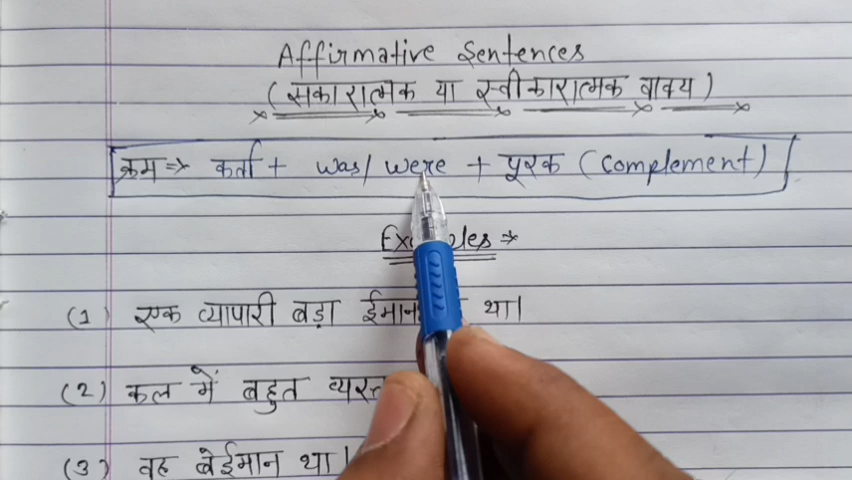 Affirmative Sentences
(सकारात्मक या स्वीकारात्मक वाक्य)
क्रम ⇒ कर्ता + was/ were + पूरक (Complement)
⇒
(1) एक व्यापारी बड़ा था।
(2) कल में बहुत
(3) वह बेईमान था।